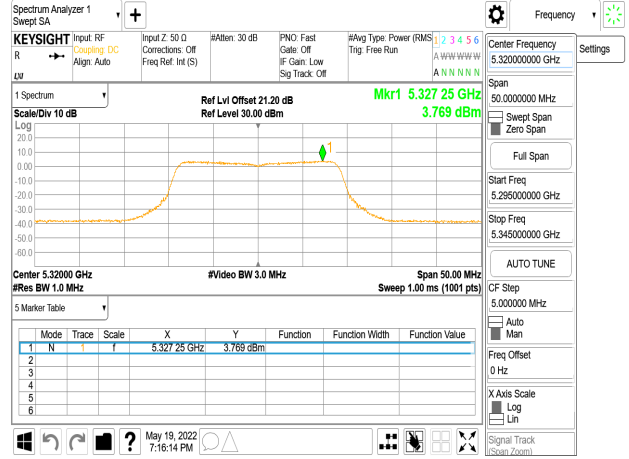 Spectrum Analyzer 1
Swept SA
Frequency
KEYSIGHT
R
Input: RF
Coupling: DC
Align: Auto
Input Z: 50 Ω
Corrections: Off
Freq Ref: Int (S)
#Atten: 30 dB
PNO: Fast
Gate: Off
IF Gain: Low
Sig Track: Off
#Avg Type: Power (RMS
Trig: Free Run
1 2 3 4 5 6
A W W W W W
A N N N N N
Center Frequency
5.320000000 GHz
Settings
Span
50.0000000 MHz
Swept Span
Zero Span
Full Span
Start Freq
5.295000000 GHz
Stop Freq
5.345000000 GHz
AUTO TUNE
CF Step
5.000000 MHz
Auto
Man
Freq Offset
0 Hz
X Axis Scale
Log
Lin
Signal Track
(Span Zoom)
1 Spectrum
Scale/Div 10 dB
Ref Lvl Offset 21.20 dB
Ref Level 30.00 dBm
Mkr1 5.327 25 GHz
3.769 dBm
Log
20.0
10.0
0.00
-10.0
-20.0
-30.0
-40.0
-50.0
-60.0
1
Center 5.32000 GHz
#Res BW 1.0 MHz
#Video BW 3.0 MHz
Span 50.00 MHz
Sweep 1.00 ms (1001 pts)
5 Marker Table
Mode Trace Scale X Y Function Function Width Function Value
1 N 1 f 5.327 25 GHz 3.769 dBm
2
3
4
5
6
?
May 19, 2022
7:16:14 PM